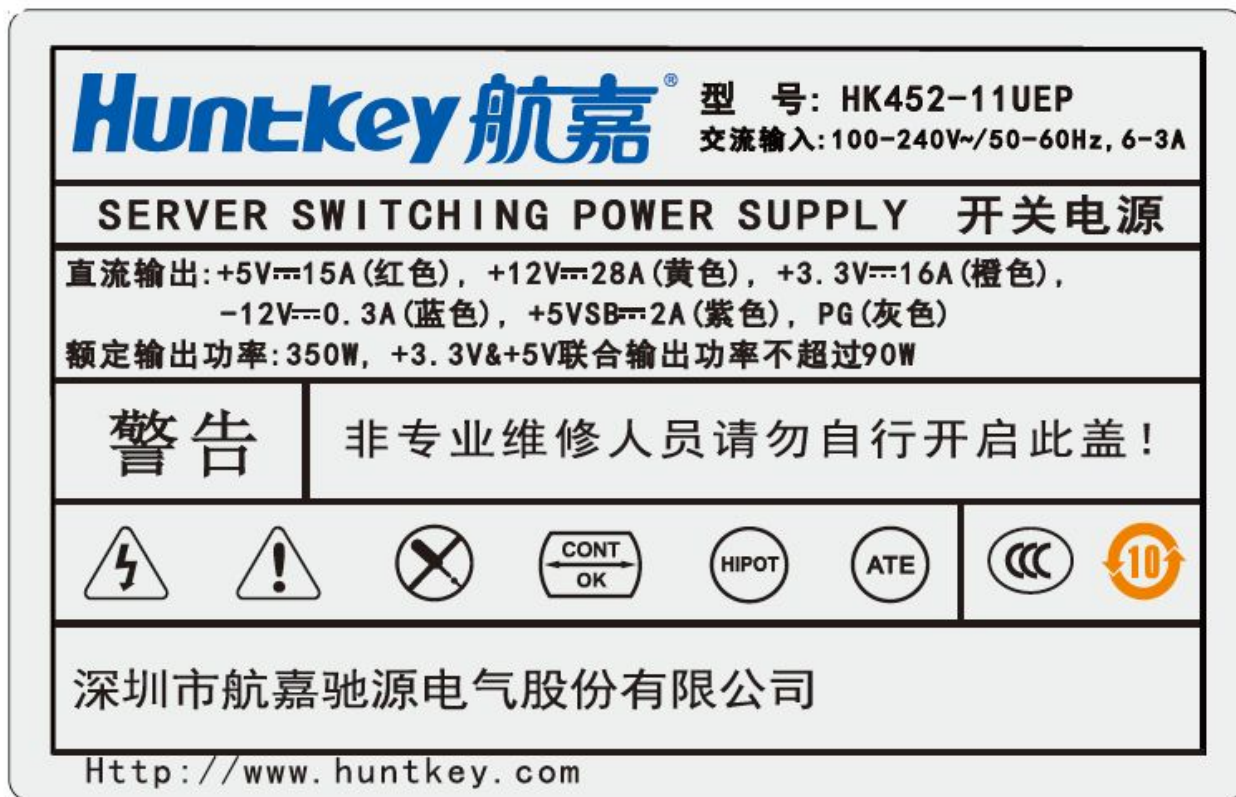 Huntkey航嘉®
型 号: HK452-11UEP
交流输入:100-240V~/50-60Hz,6-3A
SERVER SWITCHING POWER SUPPLY 开关电源
直流输出:+5V⎓15A(红色), +12V⎓28A(黄色), +3.3V⎓16A(橙色),
-12V⎓0.3A(蓝色), +5VSB⎓2A(紫色), PG(灰色)
额定输出功率:350W, +3.3V&+5V联合输出功率不超过90W
警告
非专业维修人员请勿自行开启此盖!
CONT
OK
HIPOT
ATE
CCC
10
深圳市航嘉驰源电气股份有限公司
Http://www.huntkey.com